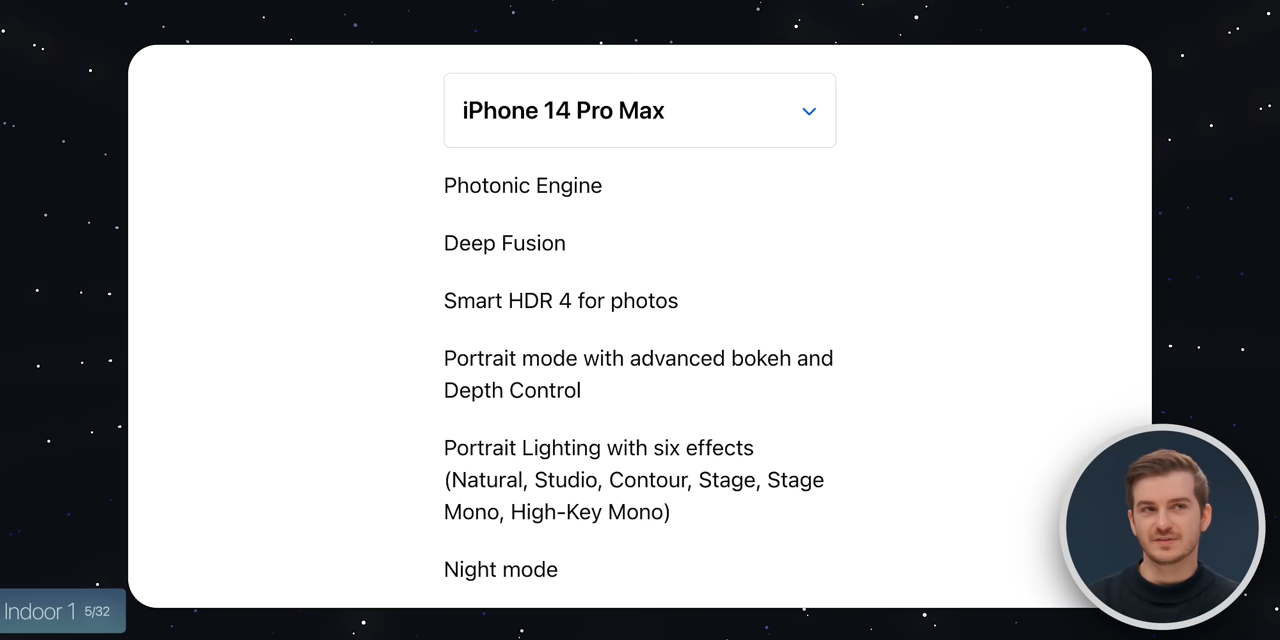 iPhone 14 Pro Max
Photonic Engine
Deep Fusion
Smart HDR 4 for photos
Portrait mode with advanced bokeh and
Depth Control
Portrait Lighting with six effects
(Natural, Studio, Contour, Stage, Stage
Mono, High-Key Mono)
Night mode
Indoor 1 5/32